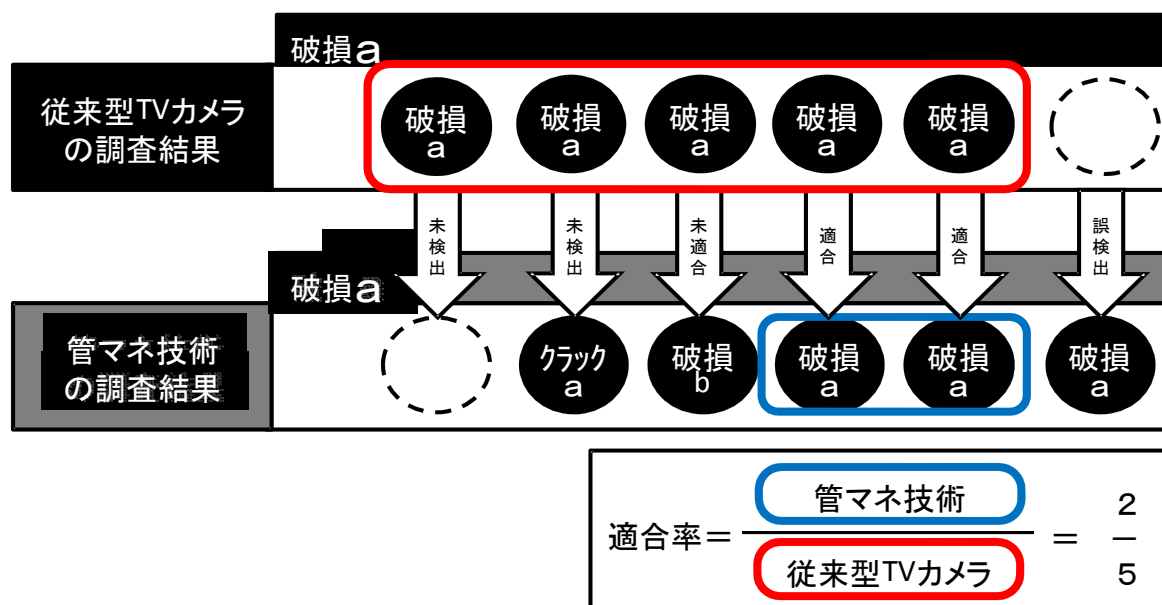 破損a
従来型TVカメラ
の調査結果
破損
a
破損
a
破損
a
破損
a
破損
a
未検出
未検出
未適合
適合
適合
誤検出
破損a
管マネ技術
の調査結果
クラック
a
破損
b
破損
a
破損
a
破損
a
適合率=
管マネ技術
従来型TVカメラ
=
2
5